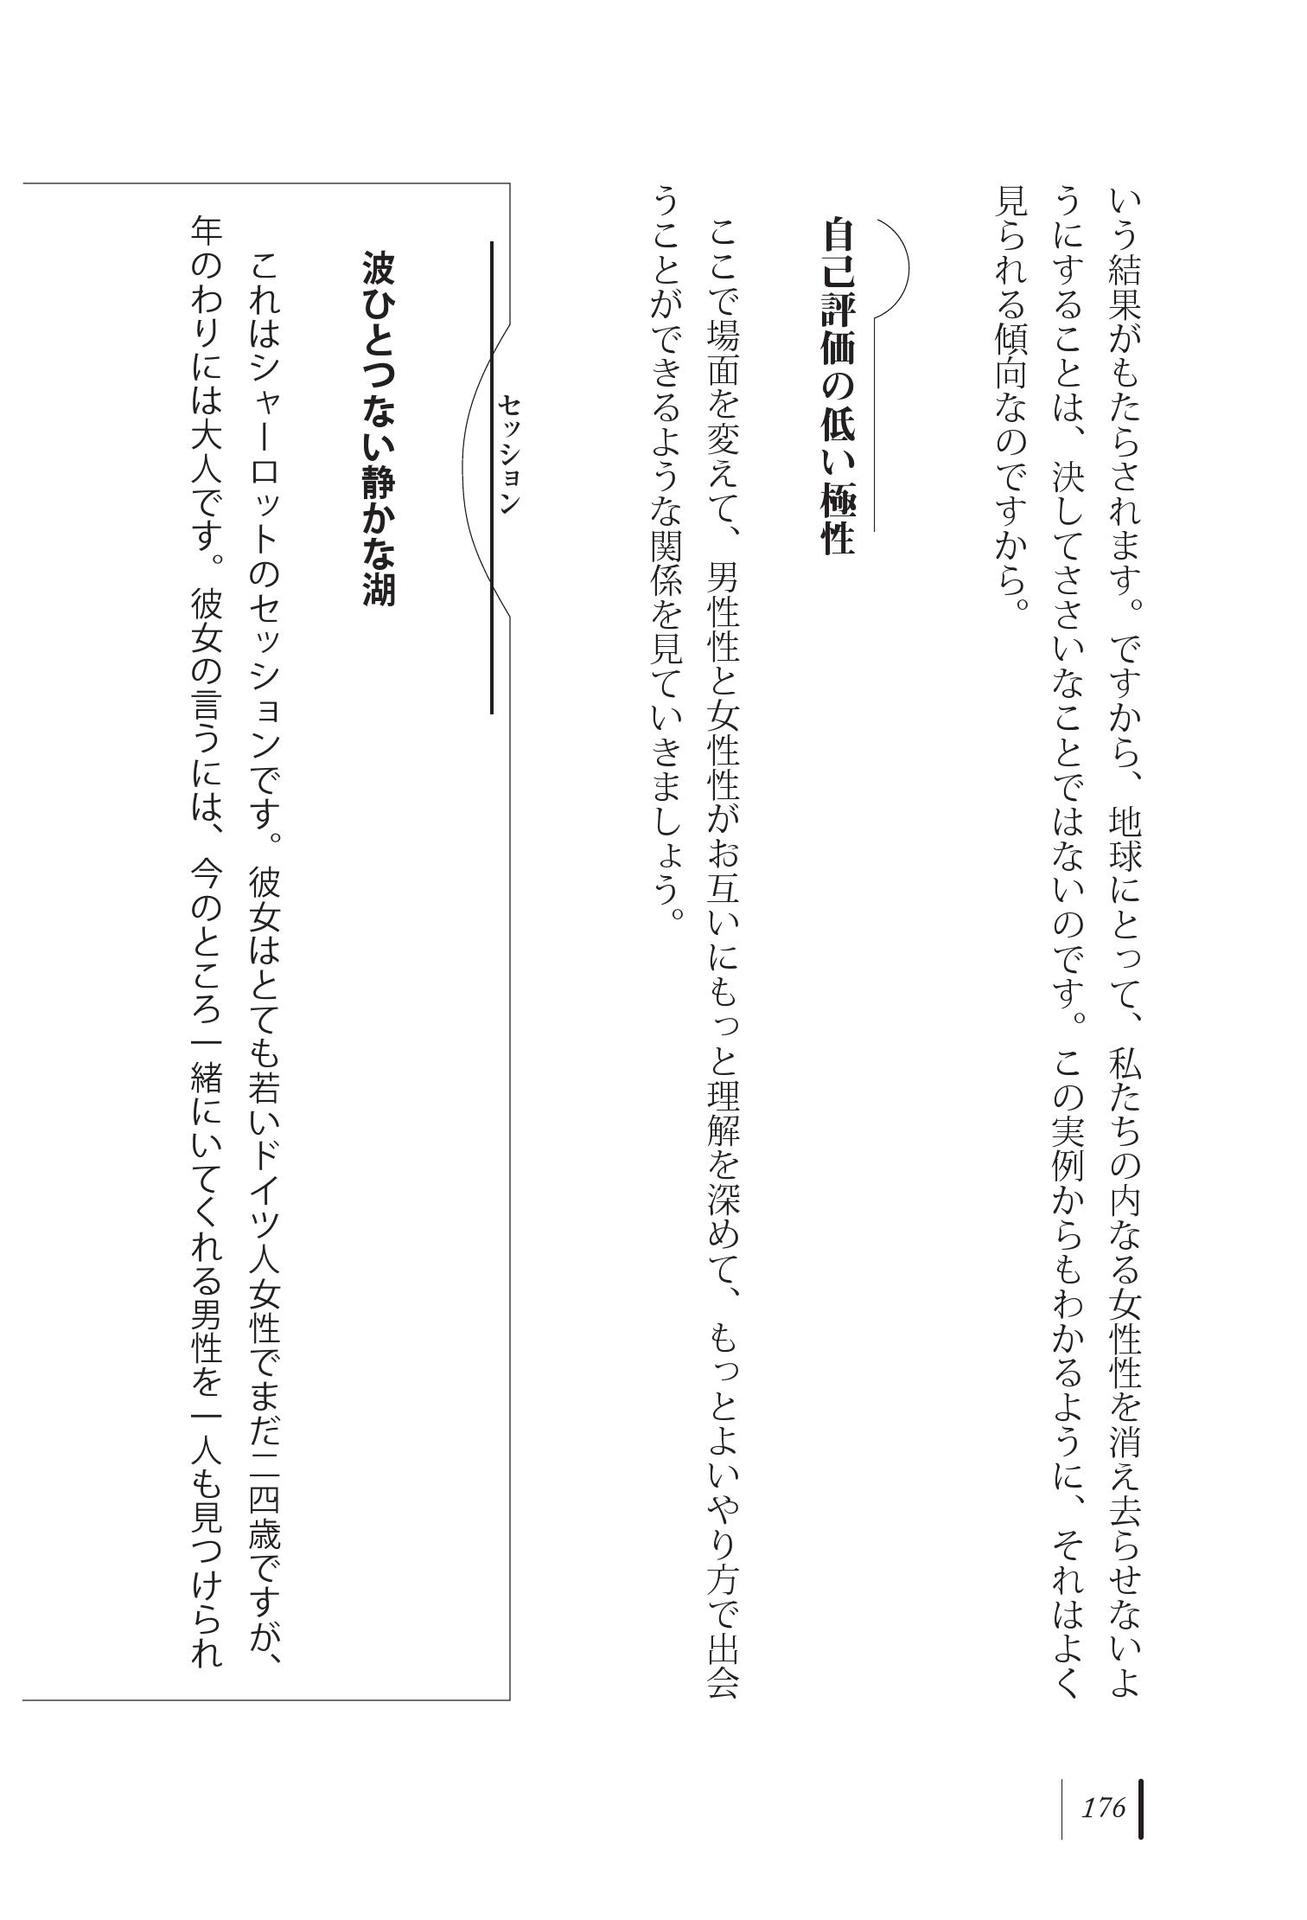 いう結果がもたらされます。ですから、地球にとって、私たちの内なる女性性を消え去らせないよ
うにすることは、決してささいなことではないのです。この実例からもわかるように、それはよく
見られる傾向なのですから。
自己評価の低い極性
ここで場面を変えて、男性性と女性性がお互いにもっと理解を深めて、もっとよいやり方で出会
うことができるような関係を見ていきましょう。
セッション
波ひとつない静かな湖
これはシャーロットのセッションです。彼女はとても若いドイツ人女性でまだ二四歳ですが、
年のわりには大人です。彼女の言うには、今のところ一緒にいてくれる男性を一人も見つけられ
176